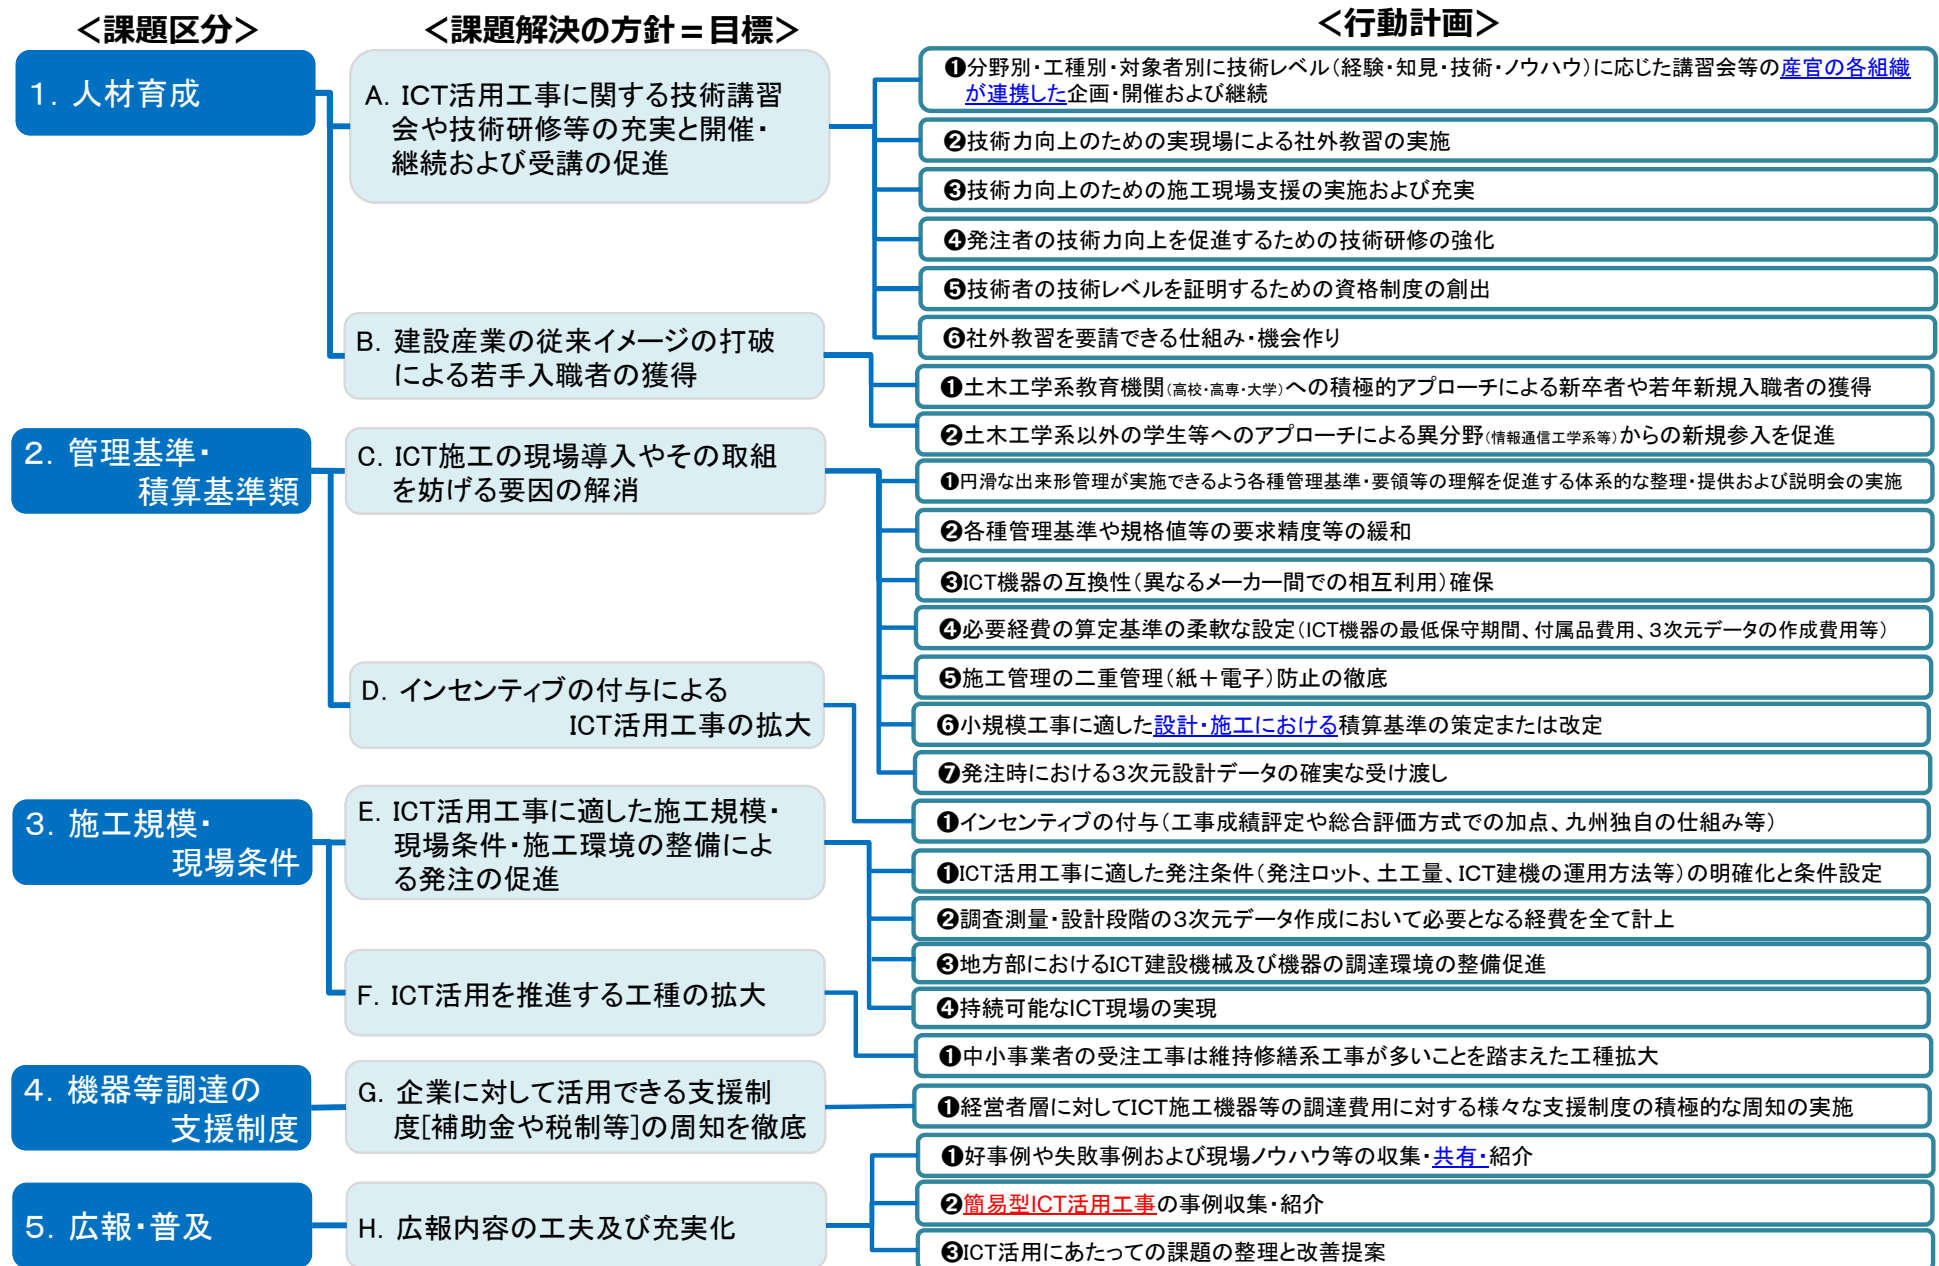 ＜課題区分＞
＜課題解決の方針＝目標＞
＜行動計画＞
１．人材育成
A．ICT活用工事に関する技術講習
会や技術研修等の充実と開催・
継続および受講の促進
❶分野別・工種別・対象者別に技術レベル（経験・知見・技術・ノウハウ）に応じた講習会等の産官の各組織
が連携した企画・開催および継続
❷技術力向上のための実現場による社外教習の実施
❸技術力向上のための施工現場支援の実施および充実
❹発注者の技術力向上を促進するための技術研修の強化
❺技術者の技術レベルを証明するための資格制度の創出
❻社外教習を要請できる仕組み・機会作り
B．建設産業の従来イメージの打破
による若手入職者の獲得
❶土木工学系教育機関（高校・高専・大学）への積極的アプローチによる新卒者や若年新規入職者の獲得
❷土木工学系以外の学生等へのアプローチによる異分野（情報通信工学系等）からの新規参入を促進
２．管理基準・
積算基準類
C．ICT施工の現場導入やその取組
を妨げる要因の解消
❶円滑な出来形管理が実施できるよう各種管理基準・要領等の理解を促進する体系的な整理・提供および説明会の実施
❷各種管理基準や規格値等の要求精度等の緩和
❸ICT機器の互換性（異なるメーカー間での相互利用）確保
❹必要経費の算定基準の柔軟な設定（ICT機器の最低保守期間、付属品費用、３次元データの作成費用等）
❺施工管理の二重管理（紙＋電子）防止の徹底
❻小規模工事に適した設計・施工における積算基準の策定または改定
❼発注時における３次元設計データの確実な受け渡し
D．インセンティブの付与による
ICT活用工事の拡大
❶インセンティブの付与（工事成績評定や総合評価方式での加点、九州独自の仕組み等）
３．施工規模・
現場条件
E．ICT活用工事に適した施工規模・
現場条件・施工環境の整備によ
る発注の促進
❶ICT活用工事に適した発注条件（発注ロット、土工量、ICT建機の運用方法等）の明確化と条件設定
❷調査測量・設計段階の３次元データ作成において必要となる経費を全て計上
❸地方部におけるICT建設機械及び機器の調達環境の整備促進
❹持続可能なICT現場の実現
F．ICT活用を推進する工種の拡大
❶中小事業者の受注工事は維持修繕系工事が多いことを踏まえた工種拡大
４．機器等調達の
支援制度
G．企業に対して活用できる支援制
度[補助金や税制等]の周知を徹底
❶経営者層に対してICT施工機器等の調達費用に対する様々な支援制度の積極的な周知の実施
５．広報・普及
H．広報内容の工夫及び充実化
❶好事例や失敗事例および現場ノウハウ等の収集・共有・紹介
❷簡易型ICT活用工事の事例収集・紹介
❸ICT活用にあたっての課題の整理と改善提案